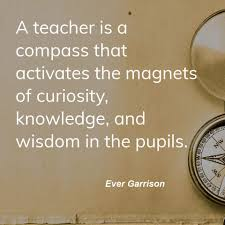 A teacher is a
compass that
activates the magnets
of curiosity,
knowledge, and
wisdom in the pupils.
Ever Garrison